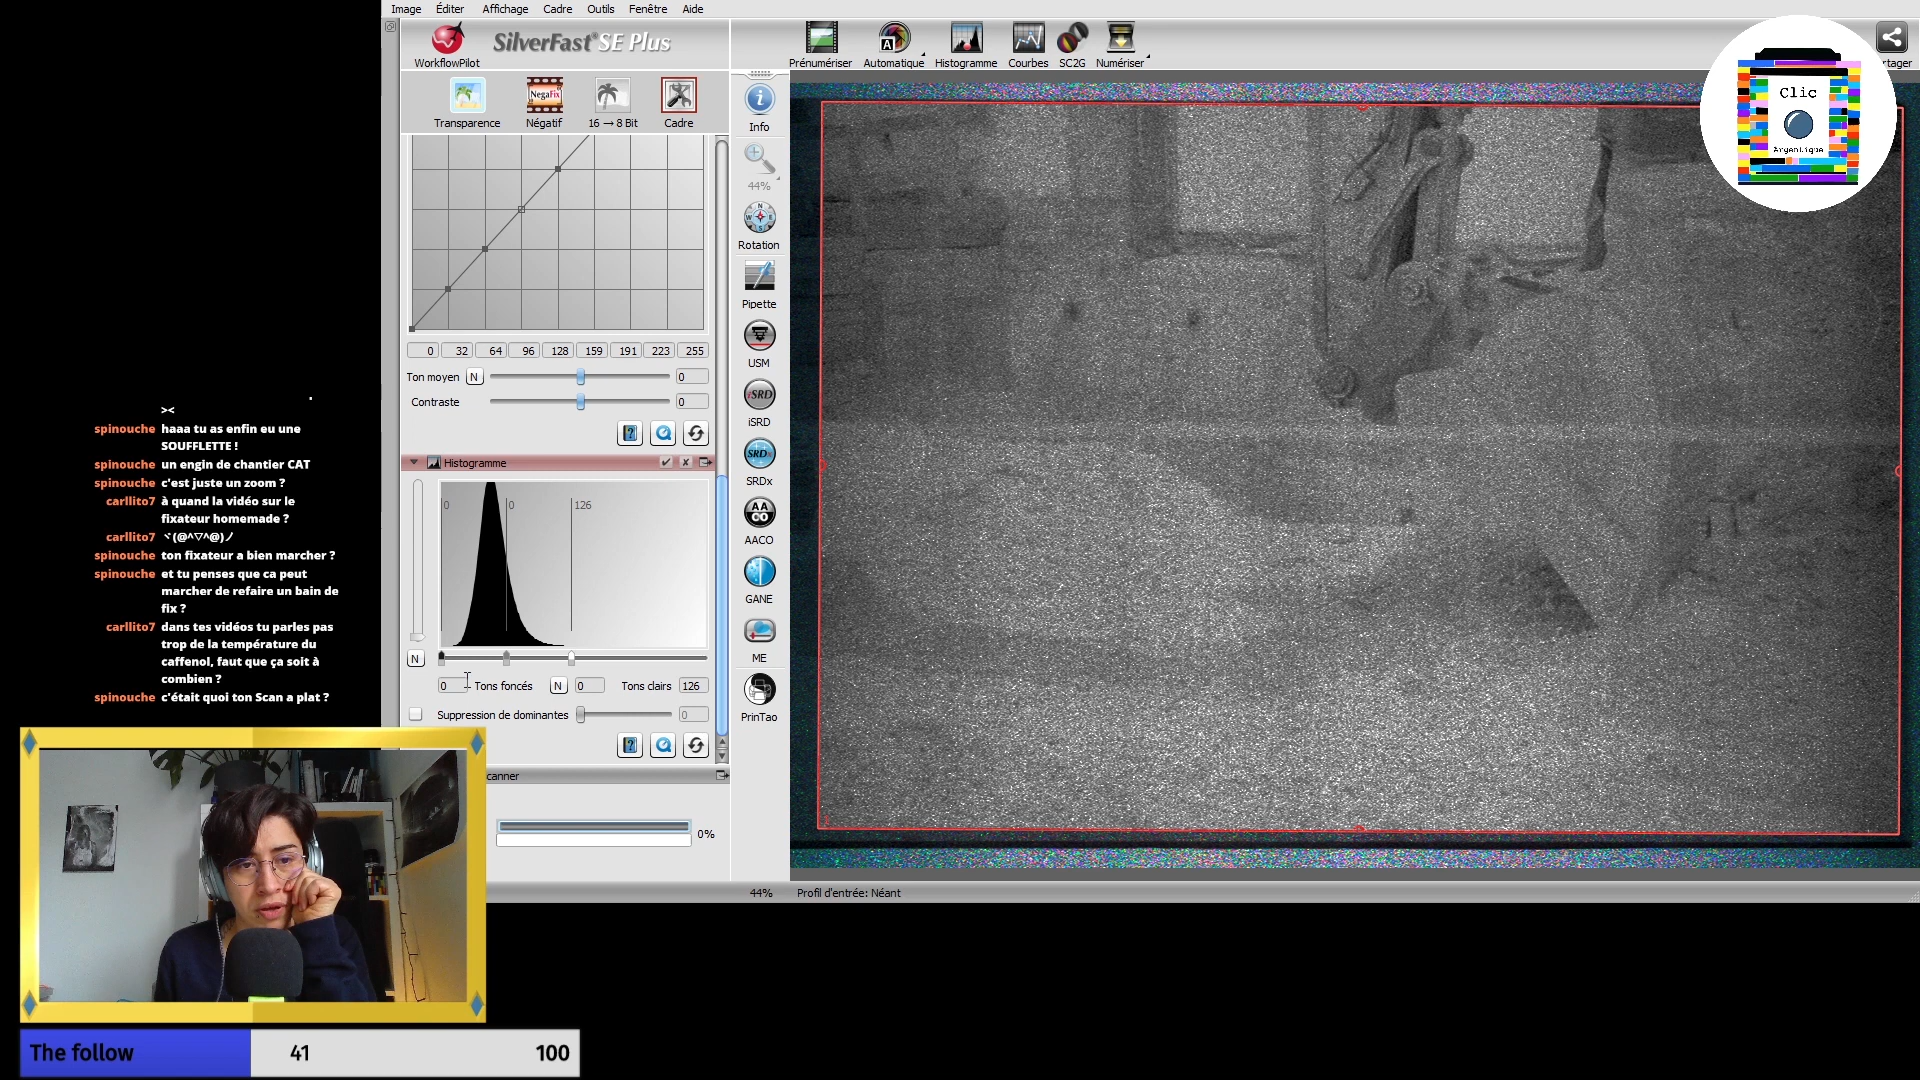 Image Éditer Affichage Cadre Outils Fenêtre Aide
SilverFast® SE Plus
WorkflowPilot
Prénumériser Automatique Histogramme Courbes SC2G Numériser
A
NegaFix
Transparence Négatif 16 → 8 Bit Cadre
Clic
Argentique
Info
44%
Rotation
Pipette
USM
iSRD
iSRD
SRDx
SRDx
AA
CO
AACO
GANE
ME
PrinTao
0 32 64 96 128 159 191 223 255
Ton moyen N 0
Contraste 0
Histogramme
0 0 126
N
0 Tons foncés N 0 Tons clairs 126
Suppression de dominantes 0
canner
0%
44% Profil d'entrée: Néant
><
spinouche haaa tu as enfin eu une
SOUFFLETTE !
spinouche un engin de chantier CAT
spinouche c'est juste un zoom ?
carllito7 à quand la vidéo sur le
fixateur homemade ?
carllito7 ヾ(@^▽^@)ノ
spinouche ton fixateur a bien marcher ?
spinouche et tu penses que ca peut
marcher de refaire un bain de
fix ?
carllito7 dans tes vidéos tu parles pas
trop de la température du
caffenol, faut que ça soit à
combien ?
spinouche c'était quoi ton Scan a plat ?
The follow 41 100